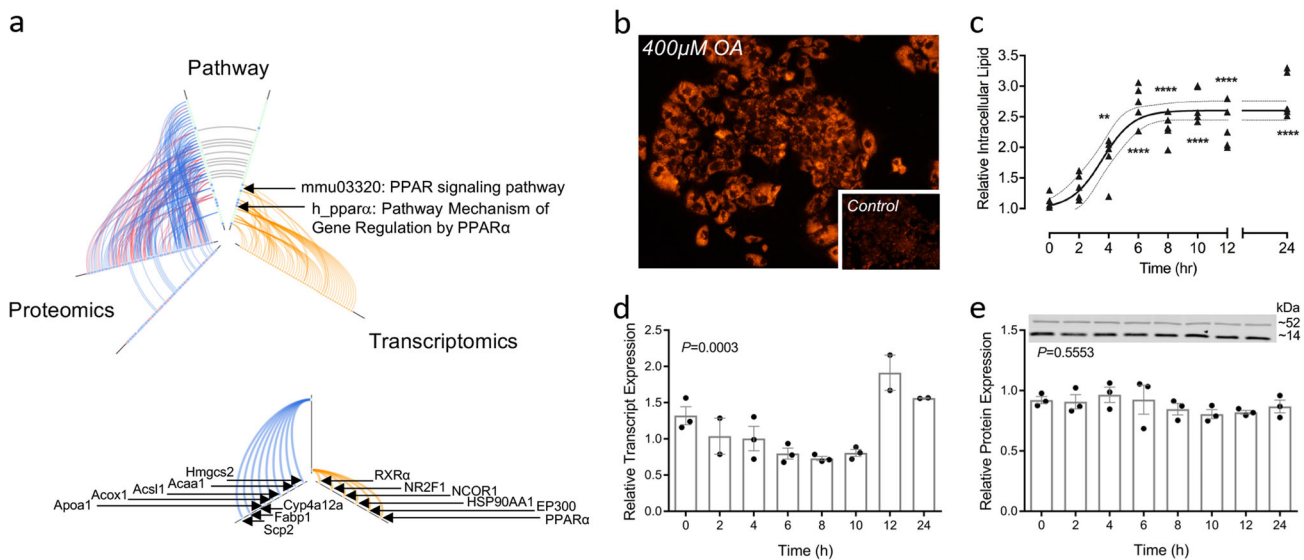 a
Pathway
mmu03320: PPAR signaling pathway
h_pparα: Pathway Mechanism of
Gene Regulation by PPARα
Proteomics
Transcriptomics
Hmgcs2
Acaa1
Acsl1
Acox1
Apoa1
Cyp4a12a
Fabp1
Scp2
RXRα
NR2F1
NCOR1
HSP90AA1
EP300
PPARα
b
400µM OA
Control
c
Relative Intracellular Lipid
3.5
3.0
2.5
2.0
1.5
1.0
** **** **** **** **** **** ****
0 2 4 6 8 10 12 24
Time (hr)
d
Relative Transcript Expression
2.5
2.0
1.5
1.0
0.5
0.0
P=0.0003
0 2 4 6 8 10 12 24
Time (h)
e
kDa
~52
~14
Relative Protein Expression
1.5
1.0
0.5
0.0
P=0.5553
0 2 4 6 8 10 12 24
Time (h)